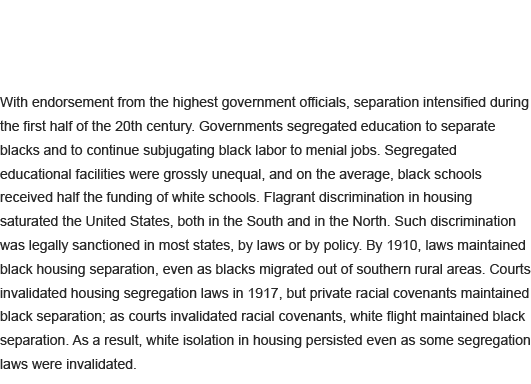 With endorsement from the highest government officials, separation intensified during
the first half of the 20th century. Governments segregated education to separate
blacks and to continue subjugating black labor to menial jobs. Segregated
educational facilities were grossly unequal, and on the average, black schools
received half the funding of white schools. Flagrant discrimination in housing
saturated the United States, both in the South and in the North. Such discrimination
was legally sanctioned in most states, by laws or by policy. By 1910, laws maintained
black housing separation, even as blacks migrated out of southern rural areas. Courts
invalidated housing segregation laws in 1917, but private racial covenants maintained
black separation; as courts invalidated racial covenants, white flight maintained black
separation. As a result, white isolation in housing persisted even as some segregation
laws were invalidated.